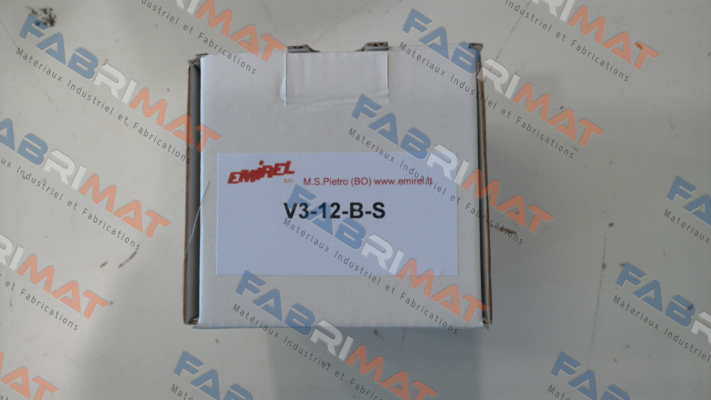 EMIREL
s.r.l. M.S.Pietro (BO) www.emirel.it
V3-12-B-S
FABRIMAT
Materiaux Industriel et Fabrications